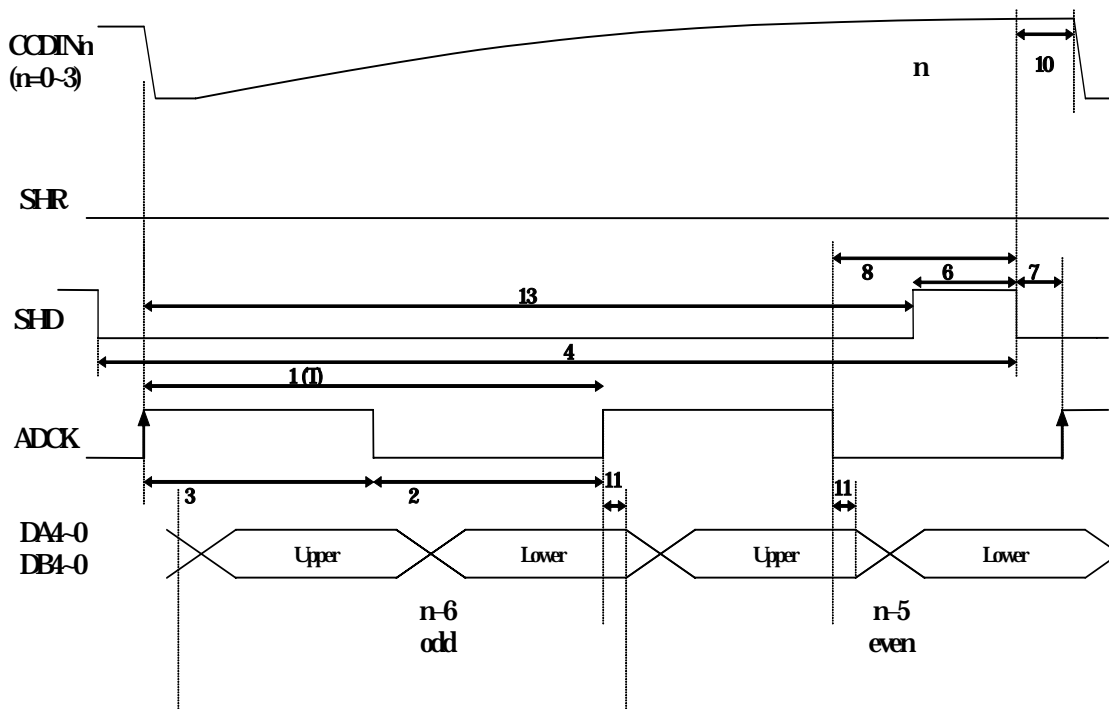 CCDINn
(n=0~3)
n
10
SHR
8
6
7
13
SHD
4
1 (T)
ADCK
3
2
11
11
DA4~0
DB4~0
Upper
Lower
Upper
Lower
n–6
odd
n–5
even